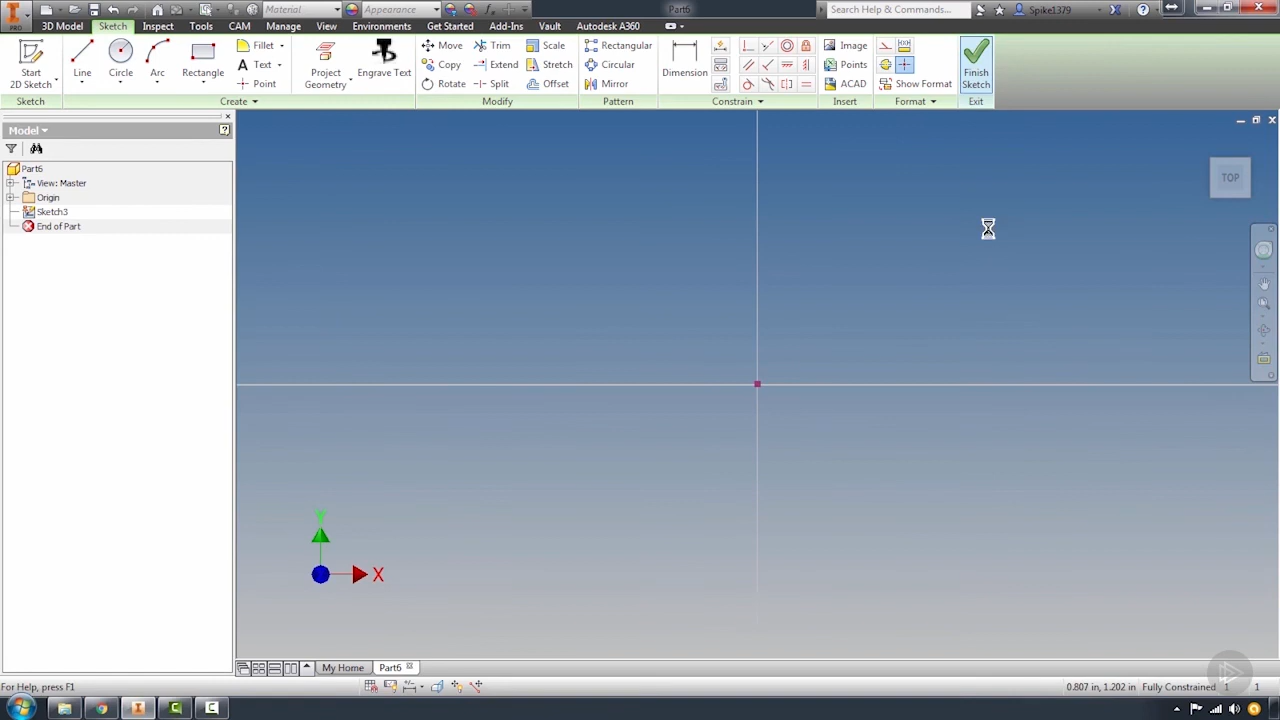 Material Appearance Part6 Search Help & Commands... Spike1379
PRO 3D Model Sketch Inspect Tools CAM Manage View Environments Get Started Add-Ins Vault Autodesk A360
Start 2D Sketch Line Circle Arc Rectangle Fillet Text Point Project Geometry Engrave Text Move Copy Rotate Trim Extend Split Scale Stretch Offset Rectangular Circular Mirror Dimension Image Points ACAD Show Format Finish Sketch
Sketch Create Modify Pattern Constrain Insert Format Exit
Model
Part6
View: Master
Origin
Sketch3
End of Part
TOP
Y
X
My Home Part6
For Help, press F1 0.807 in, 1.202 in Fully Constrained 1 1